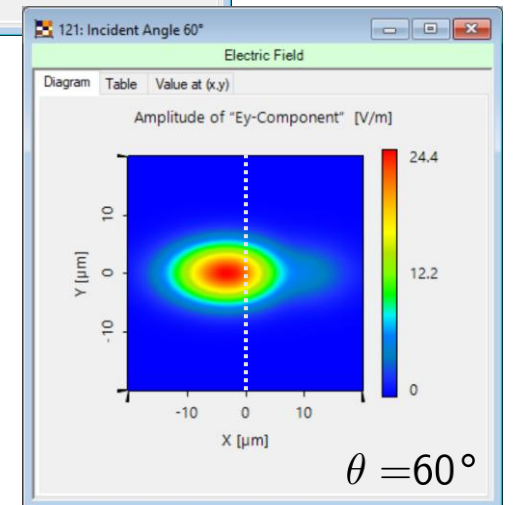 121: Incident Angle 60°
Electric Field
Diagram Table Value at (x,y)
Amplitude of "Ey-Component" [V/m]
24.4
12.2
0
Y [µm]
10
0
-10
-10 0 10
X [µm]
θ =60°